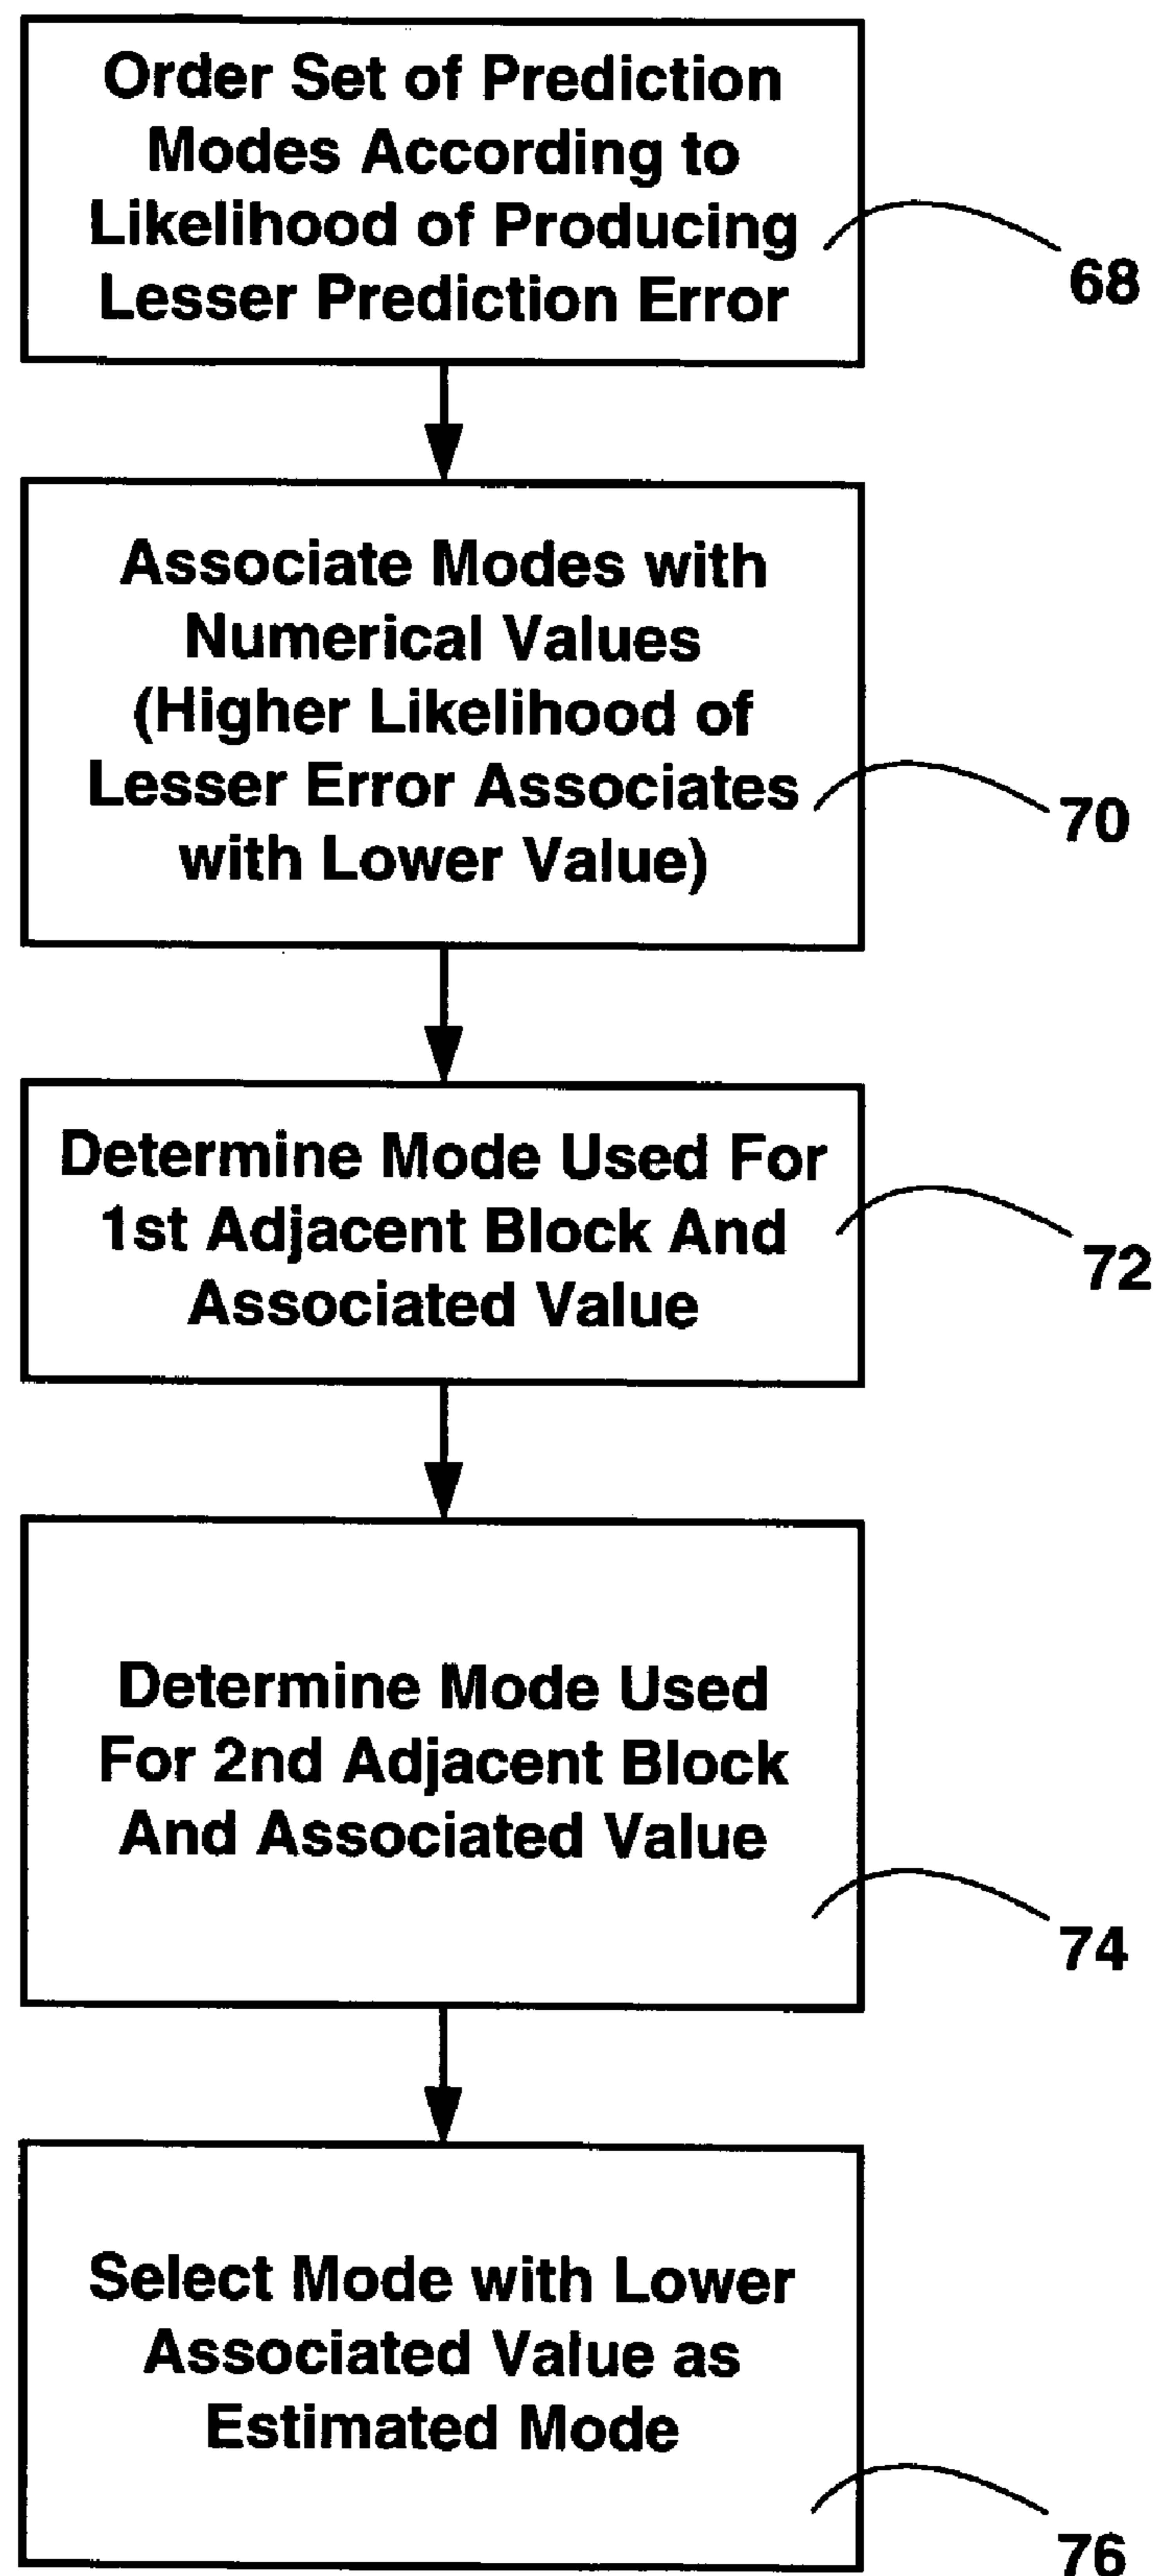 Order Set of Prediction
Modes According to
Likelihood of Producing
Lesser Prediction Error
68
Associate Modes with
Numerical Values
(Higher Likelihood of
Lesser Error Associates
with Lower Value)
70
Determine Mode Used For
1st Adjacent Block And
Associated Value
72
Determine Mode Used
For 2nd Adjacent Block
And Associated Value
74
Select Mode with Lower
Associated Value as
Estimated Mode
76